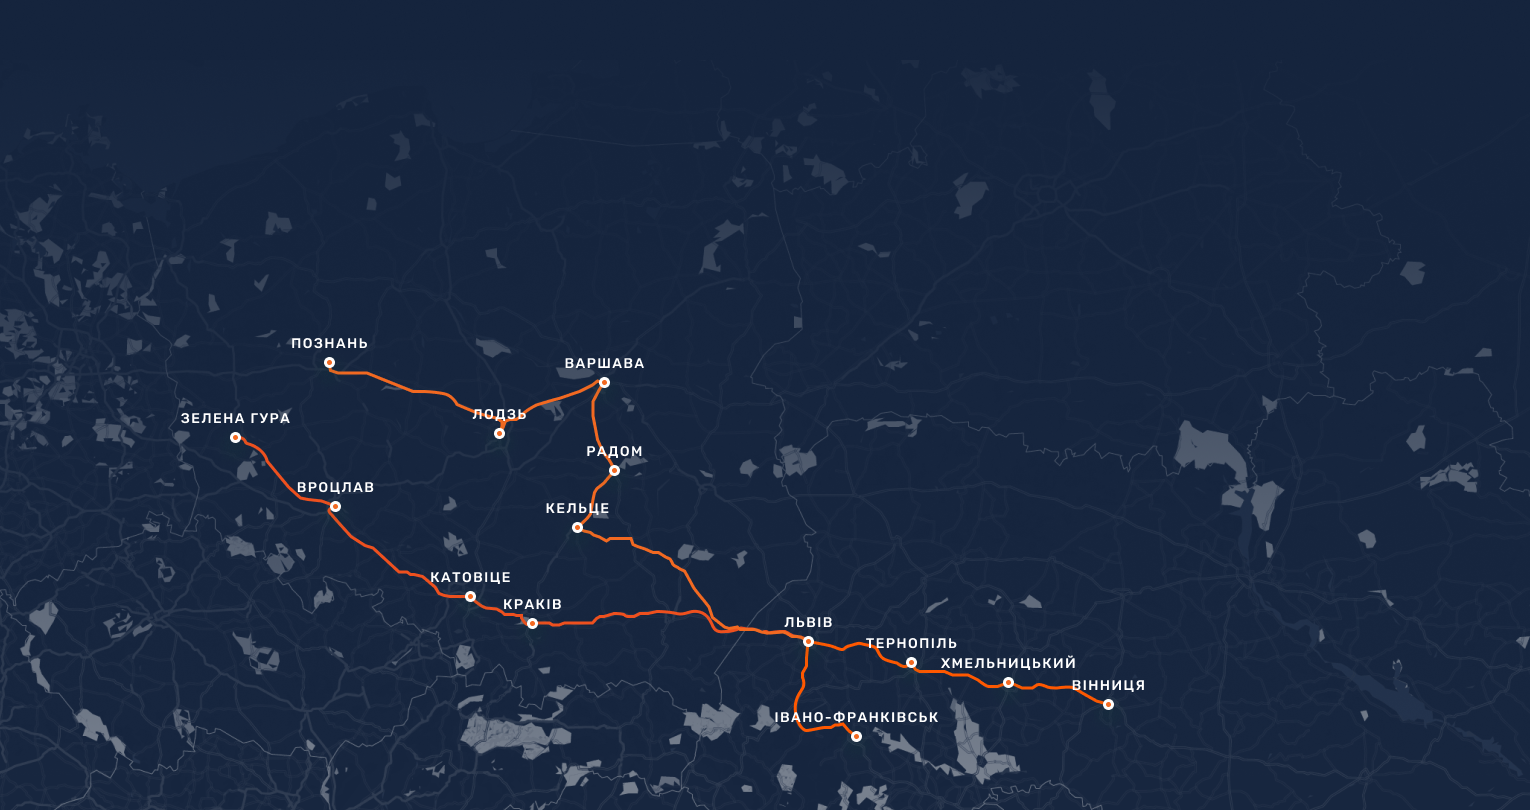 ПОЗНАНЬ
ВАРШАВА
ЛОДЗЬ
ЗЕЛЕНА ГУРА
РАДОМ
ВРОЦЛАВ
КЕЛЬЦЕ
КАТОВІЦЕ
КРАКІВ
ЛЬВІВ
ТЕРНОПІЛЬ
ХМЕЛЬНИЦЬКИЙ
ВІННИЦЯ
ІВАНО-ФРАНКІВСЬК